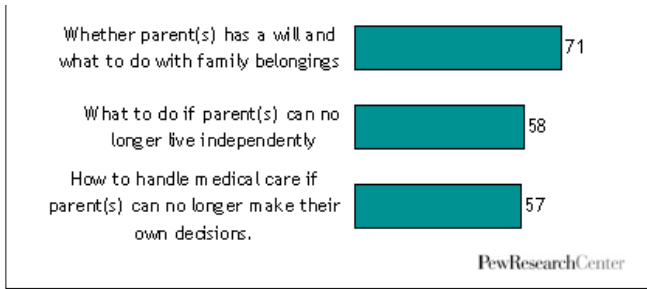 Whether parent(s) has a will and
what to do with family belongings
71
What to do if parent(s) can no
longer live independently
58
How to handle medical care if
parent(s) can no longer make their
own decisions.
57
PewResearchCenter